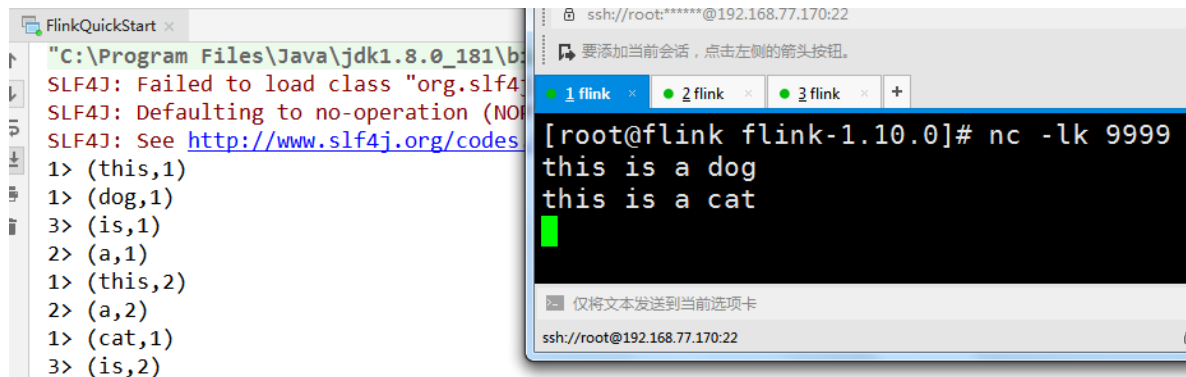 FlinkQuickStart ×
"C:\Program Files\Java\jdk1.8.0_181\bi
SLF4J: Failed to load class "org.slf4j
SLF4J: Defaulting to no-operation (NOP
SLF4J: See http://www.slf4j.org/codes.
1> (this,1)
1> (dog,1)
3> (is,1)
2> (a,1)
1> (this,2)
2> (a,2)
1> (cat,1)
3> (is,2)
ssh://root:******@192.168.77.170:22
要添加当前会话，点击左侧的箭头按钮。
1 flink × 2 flink × 3 flink × +
[root@flink flink-1.10.0]# nc -lk 9999
this is a dog
this is a cat
仅将文本发送到当前选项卡
ssh://root@192.168.77.170:22